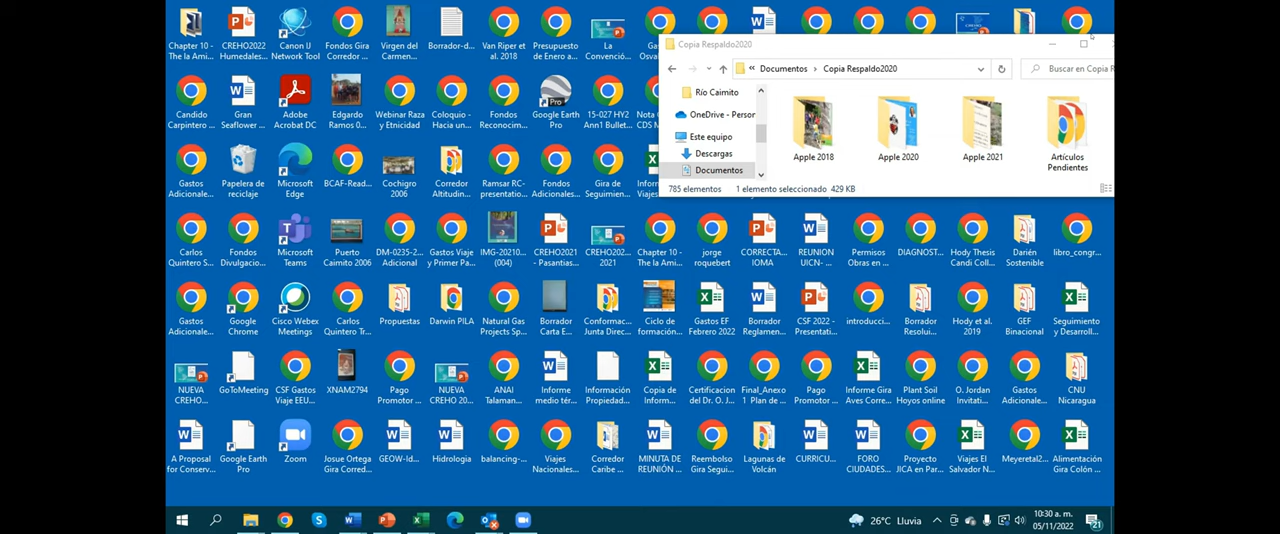 Chapter 10
- The la Ami...
CREHO2022
Humedales...
Canon IJ
Network Tool
Fondos Gira
Corredor ...
Virgen del
Carmen...
Borrador-d...
Van Riper et
al. 2018
Presupuesto
de Enero a...
La
Convenció...
Copia Respaldo2020
Documentos
Copia Respaldo2020
Buscar en Copia R
Río Caimito
OneDrive - Person
Este equipo
Descargas
Documentos
Apple 2018
Apple 2020
Apple 2021
Artículos
Pendientes
785 elementos
1 elemento seleccionado 429 KB
Candido
Carpintero ...
Gran
Seaflower ...
Adobe
Acrobat DC
Edgardo
Ramos 0...
Webinar Raza
y Etnicidad
Coloquio -
Hacia un...
Fondos
Reconocim...
Google Earth
Pro
15-027 HY2
Ann1 Bullet...
Nota
CDS M
Gastos
Adicionale...
Papelera de
reciclaje
Microsoft
Edge
BCAF-Read...
Cochigro
2006
Corredor
Altitudin...
Ramsar RC-
presentatio...
Fondos
Adicionales...
Gira de
Seguimien...
Inform
Viajes
Carlos
Quintero S...
Fondos
Divulgacio...
Microsoft
Teams
Puerto
Caimito 2006
DM-0235-2...
Adicional
Gastos Viaje
y Primer Pa...
IMG-20210...
(004)
CREHO2021
- Pasantías...
CREHO202...
2021
Chapter 10 -
The la Ami...
jorge
roquebert
CORRECTA...
IOMA
REUNION
UICN- ...
Permisos
Obras en ...
DIAGNOST...
Hody Thesis
Candi Coll...
Darién
Sostenible
libro_congr...
Gastos
Adicionale...
Google
Chrome
Cisco Webex
Meetings
Carlos
Quintero Tr...
Propuestas
Darwin PILA
Natural Gas
Projects Sp...
Borrador
Carta E...
Conformac...
Junta Direc...
Ciclo de
formación...
Gastos EF
Febrero 2022
Borrador
Reglamen...
CSF 2022 -
Presentati...
introducci...
Borrador
Resolui...
Hody et al.
2019
GEF
Binacional
Seguimiento
y Desarroll...
NUEVA
CREHO ...
GoToMeeting
CSF Gastos
Viaje EEU...
XNAM2794
Pago
Promotor ...
NUEVA
CREHO 20...
ANAI
Talaman...
Informe
medio tér...
Información
Propiedad...
Copia de
Inform...
Certificacion
del Dr. O. J...
Final_Anexo
1 Plan de ...
Pago
Promotor ...
Informe Gira
Aves Corre...
Plant Soil
Hoyos online
O. Jordan
Invitati...
Gastos
Adicionale...
CNU
Nicaragua
A Proposal
for Conserv...
Google Earth
Pro
Zoom
Josue Ortega
Gira Corred...
GEOW-Id...
Hidrologia
balancing-...
Viajes
Nacionales...
Corredor
Caribe ...
MINUTA DE
REUNIÓN ...
Reembolso
Gira Segui...
Lagunas de
Volcán
CURRICU...
FORO
CIUDADES...
Proyecto
JICA en Par...
Viajes El
Salvador N...
Meyeretal2...
Alimentación
Gira Colón ...
26°C Lluvia
10:30 a. m.
05/11/2022
21